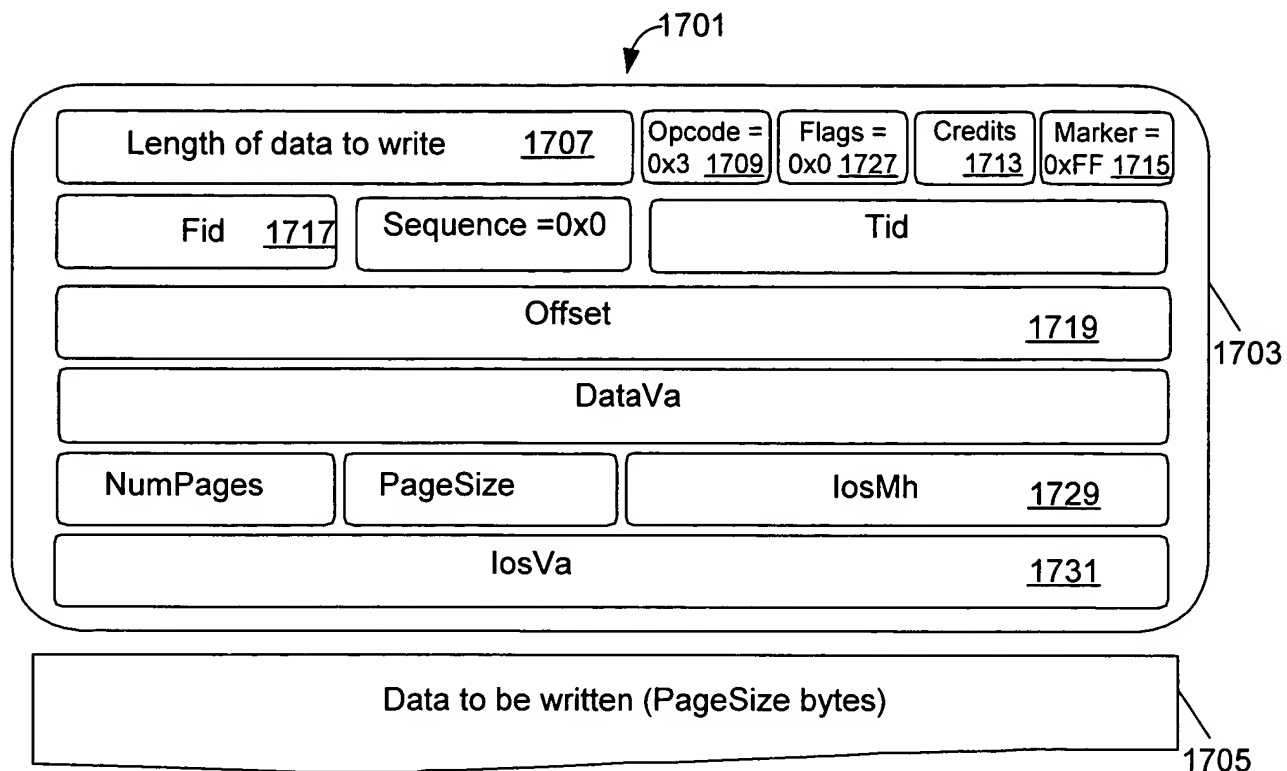 1701
Length of data to write 1707
Opcode =
0x3 1709
Flags =
0x0 1727
Credits
1713
Marker =
0xFF 1715
Fid 1717
Sequence =0x0
Tid
Offset
1719
1703
DataVa
NumPages
PageSize
IosMh
1729
IosVa
1731
Data to be written (PageSize bytes)
1705